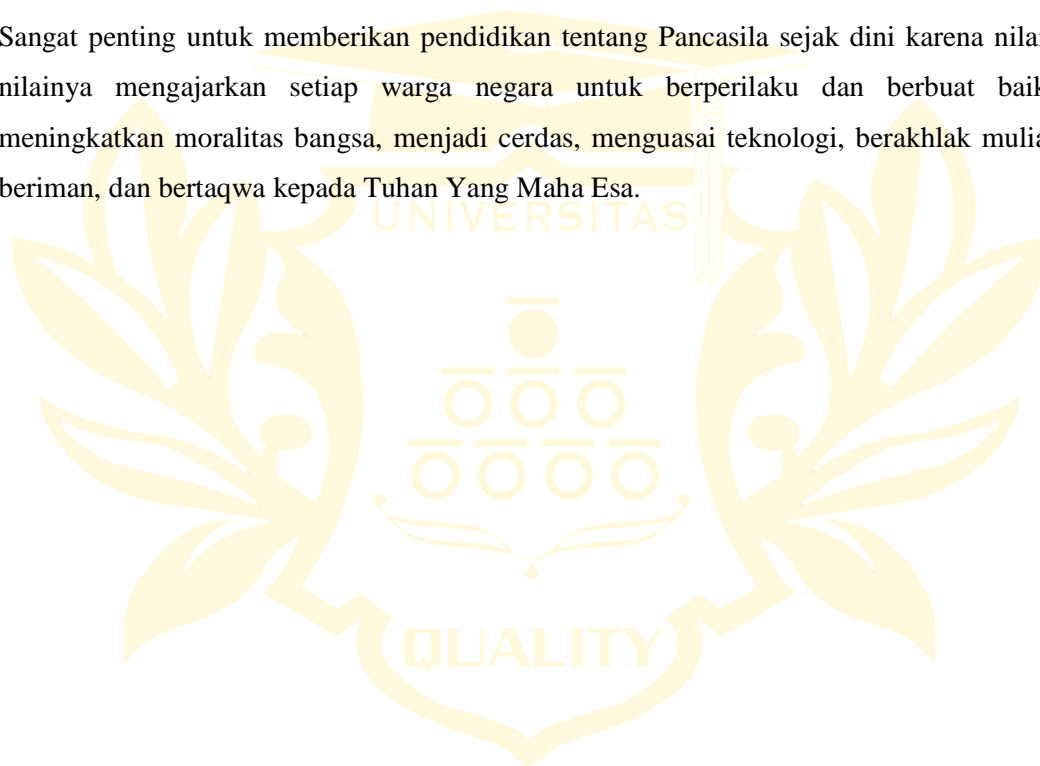 Sangat penting untuk memberikan pendidikan tentang Pancasila sejak dini karena nilai
nilainya mengajarkan setiap warga negara untuk berperilaku dan berbuat baik
meningkatkan moralitas bangsa, menjadi cerdas, menguasai teknologi, berakhlak mulia
beriman, dan bertaqwa kepada Tuhan Yang Maha Esa.
UNIVERSITAS
QUALITY